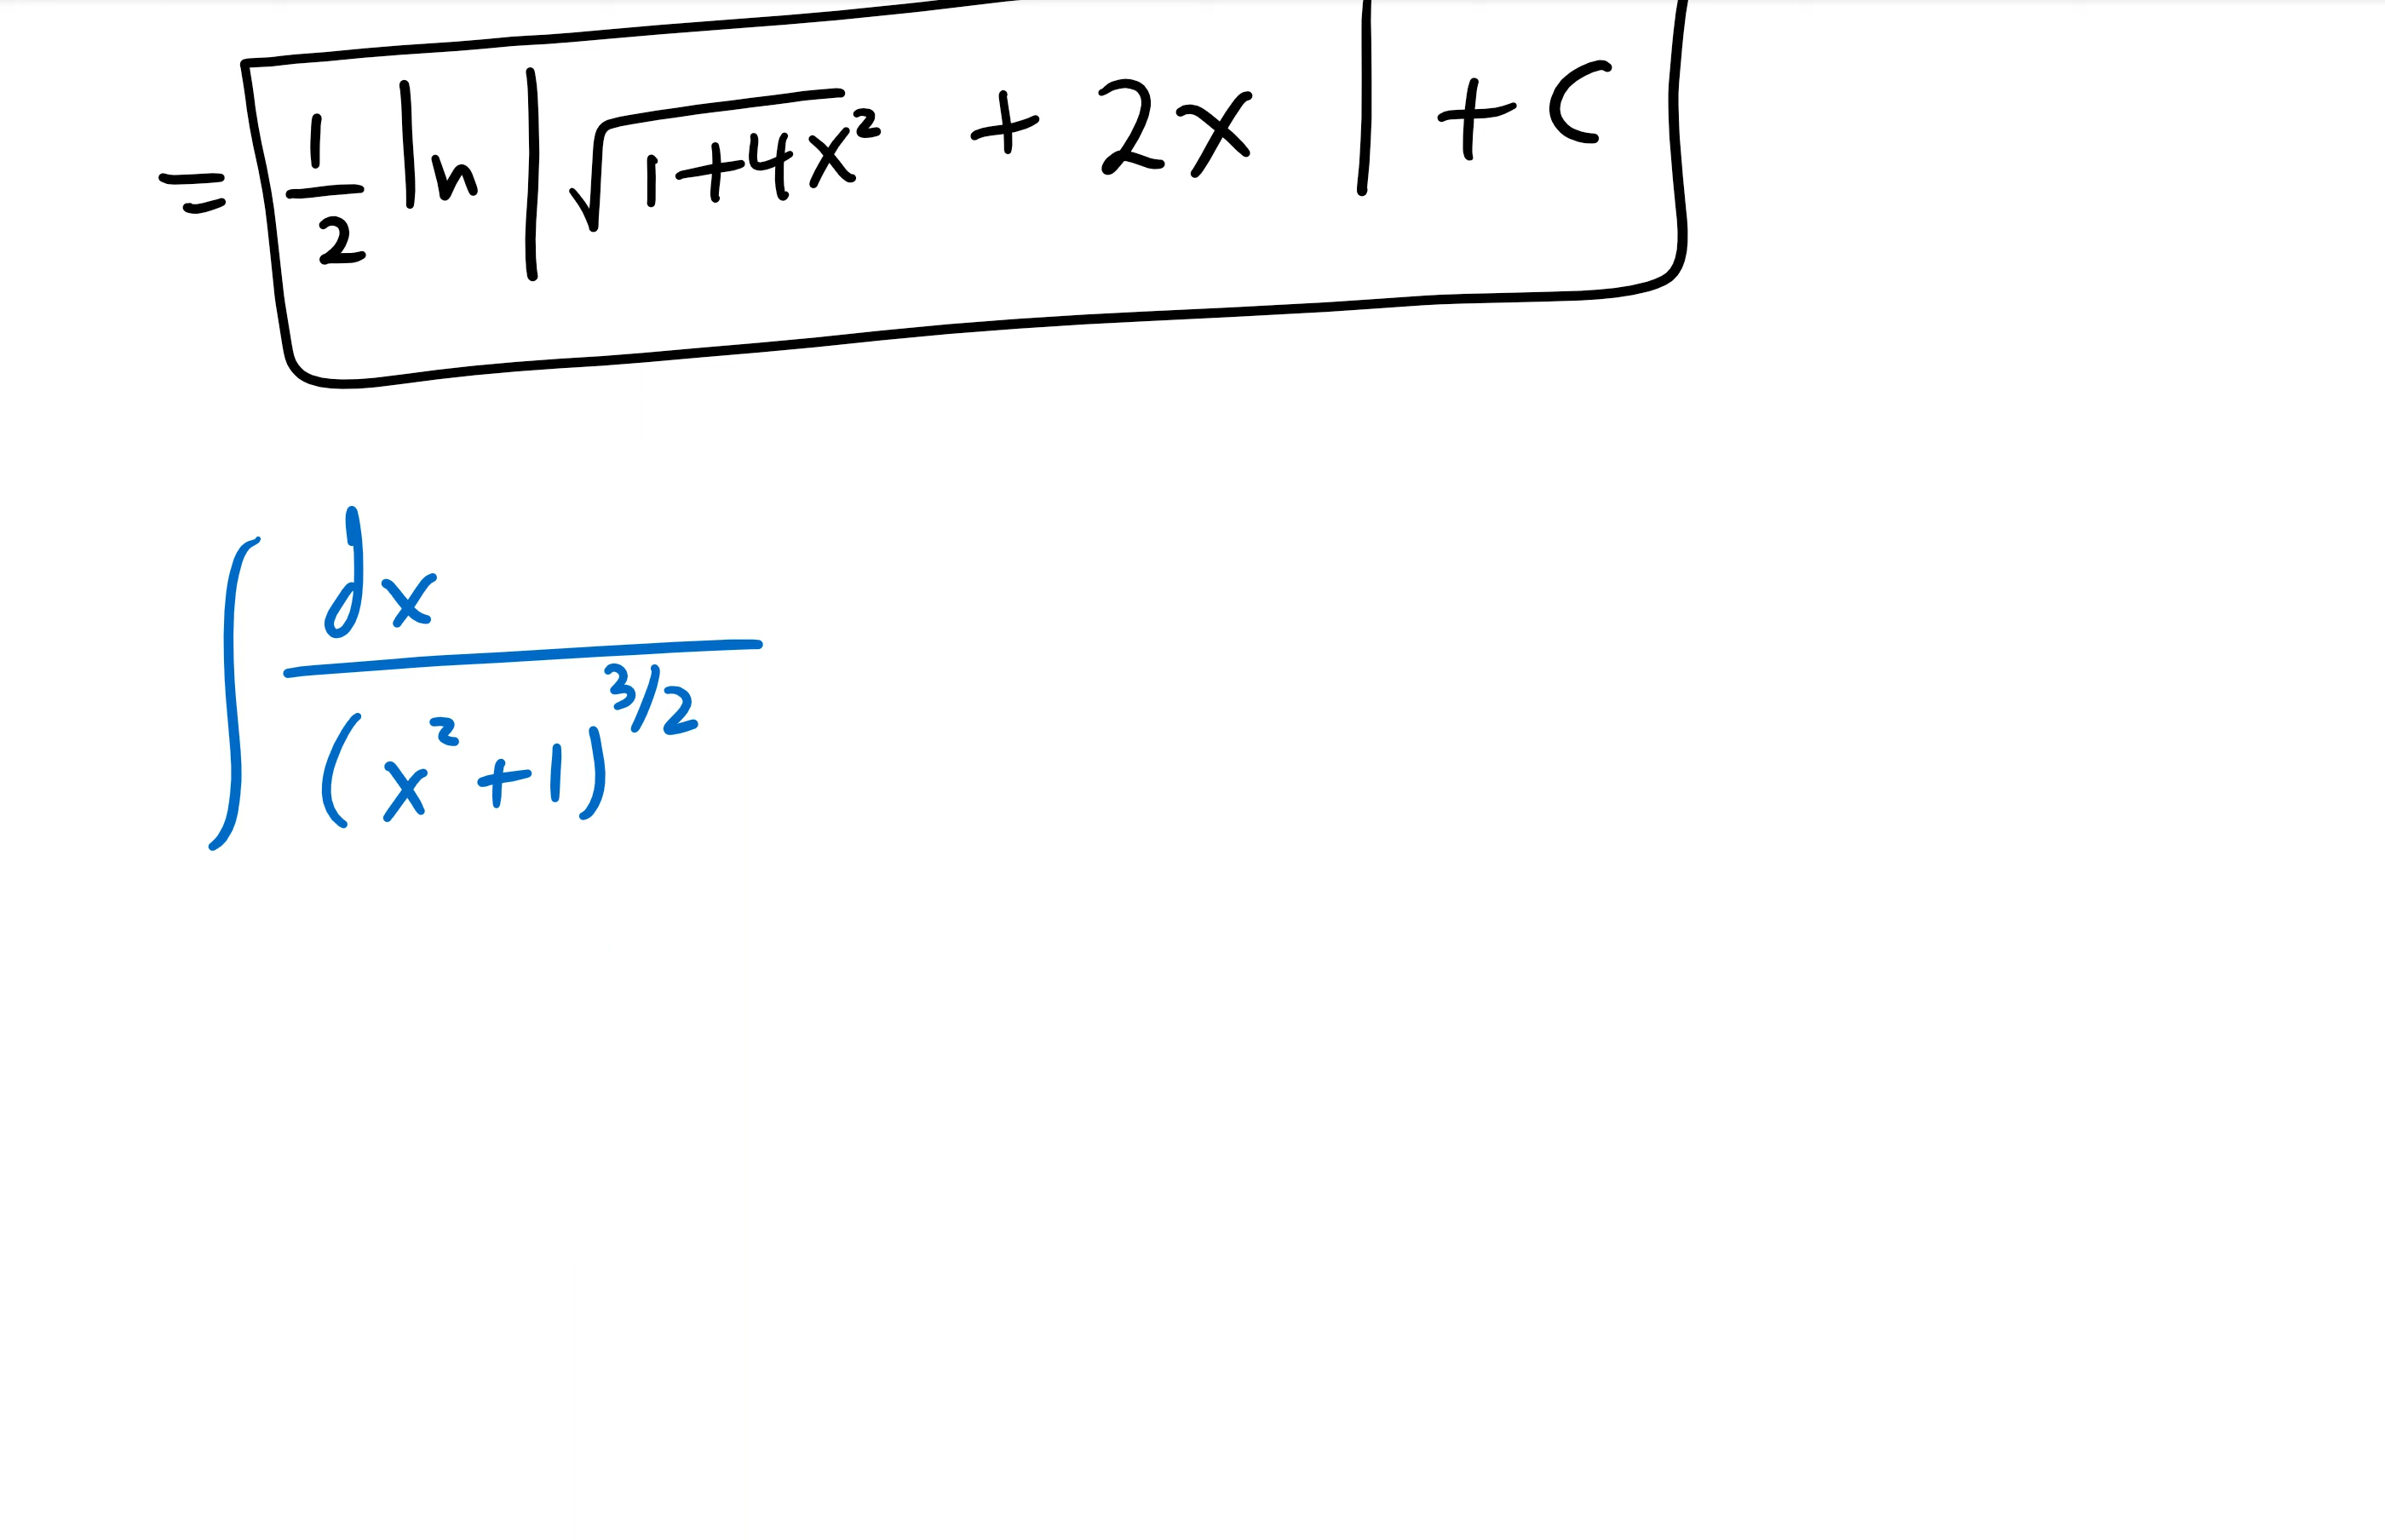 = 1/2 ln |√(1+4x²) + 2x| + C
∫ dx / (x²+1)^(3/2)